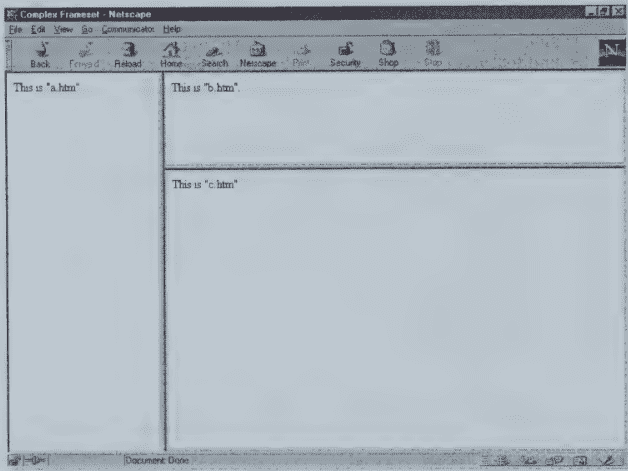 Complex Frameset - Netscape
File Edit View Go Communicator Help
Back Forward Reload Home Search Netscape Print Security Shop Stop
N
This is "a.htm"
This is "b.htm".
This is "c.htm"
Document: Done